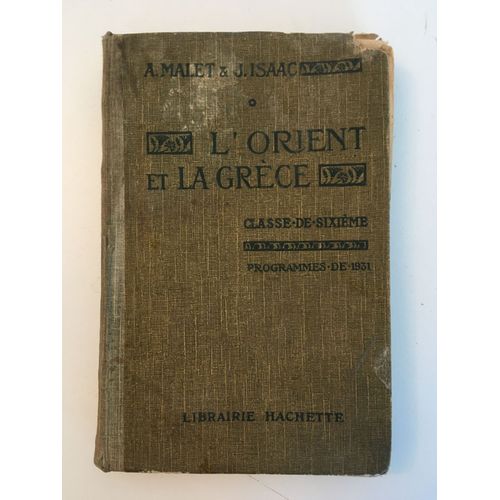 A. MALET & J. ISAAC
L'ORIENT
ET LA GRÈCE
CLASSE·DE·SIXIÈME
PROGRAMMES·DE·1931
LIBRAIRIE HACHETTE